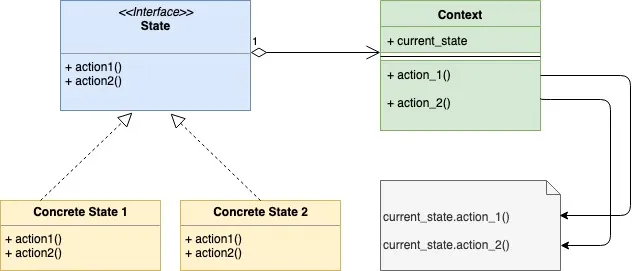 <<Interface>>
State
+ action1()
+ action2()
1
Context
+ current_state
+ action_1()
+ action_2()
Concrete State 1
+ action1()
+ action2()
Concrete State 2
+ action1()
+ action2()
current_state.action_1()
current_state.action_2()